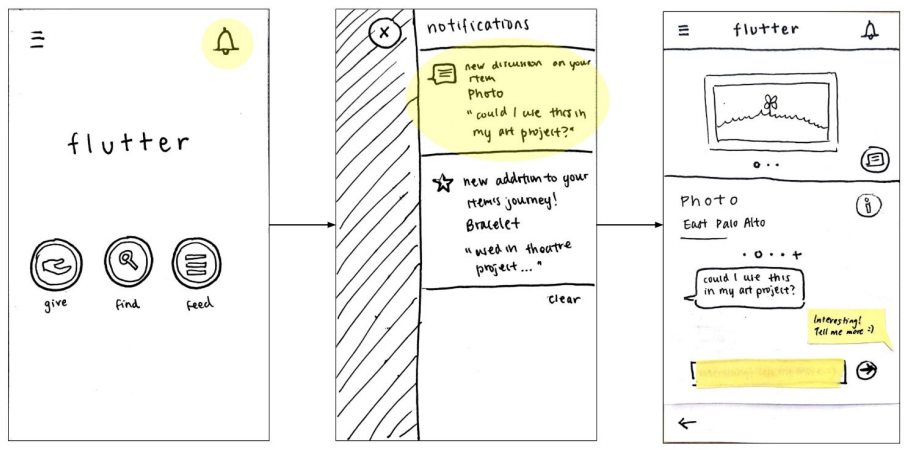 flutter
give
find
feed
notifications
new discussion on your
item
Photo
"could I use this in
my art project?"
new addition to your
item's journey!
Bracelet
"used in theatre
project..."
clear
flutter
Photo
East Palo Alto
could I use this
in my art project?
Interesting!
Tell me more :)